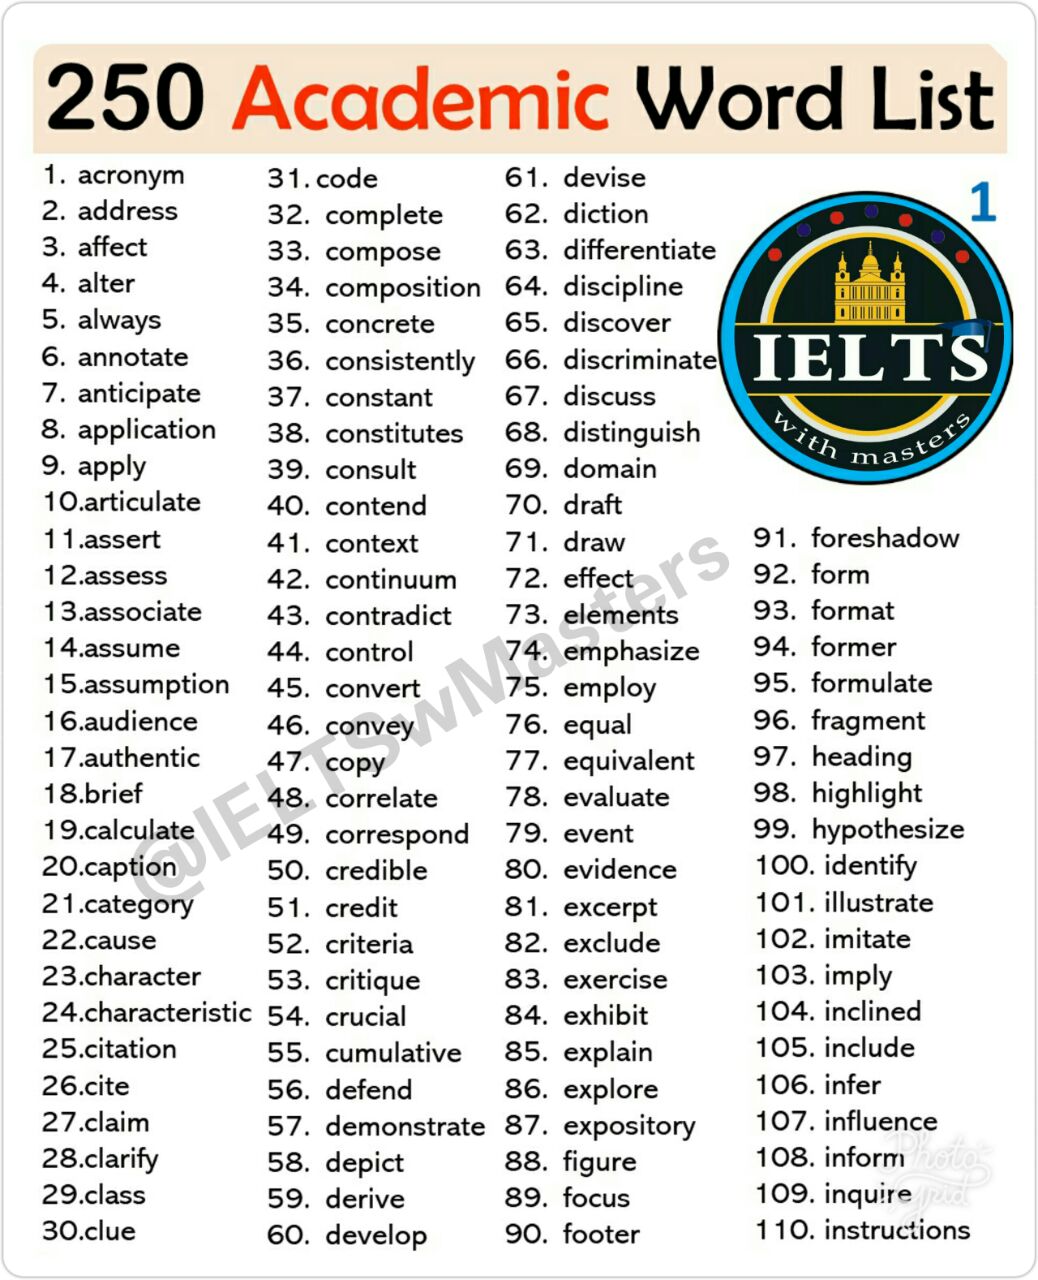 250 Academic Word List
1. acronym
2. address
3. affect
4. alter
5. always
6. annotate
7. anticipate
8. application
9. apply
10.articulate
11.assert
12.assess
13.associate
14.assume
15.assumption
16.audience
17.authentic
18.brief
19.calculate
20.caption
21.category
22.cause
23.character
24.characteristic
25.citation
26.cite
27.claim
28.clarify
29.class
30.clue
31. code
32. complete
33. compose
34. composition
35. concrete
36. consistently
37. constant
38. constitutes
39. consult
40. contend
41. context
42. continuum
43. contradict
44. control
45. convert
46. convey
47. copy
48. correlate
49. correspond
50. credible
51. credit
52. criteria
53. critique
54. crucial
55. cumulative
56. defend
57. demonstrate
58. depict
59. derive
60. develop
61. devise
62. diction
63. differentiate
64. discipline
65. discover
66. discriminate
67. discuss
68. distinguish
69. domain
70. draft
71. draw
72. effect
73. elements
74. emphasize
75. employ
76. equal
77. equivalent
78. evaluate
79. event
80. evidence
81. excerpt
82. exclude
83. exercise
84. exhibit
85. explain
86. explore
87. expository
88. figure
89. focus
90. footer
1
IELTS
with masters
91. foreshadow
92. form
93. format
94. former
95. formulate
96. fragment
97. heading
98. highlight
99. hypothesize
100. identify
101. illustrate
102. imitate
103. imply
104. inclined
105. include
106. infer
107. influence
108. inform
109. inquire
110. instructions
@IELTSwMasters
Photo
Grid